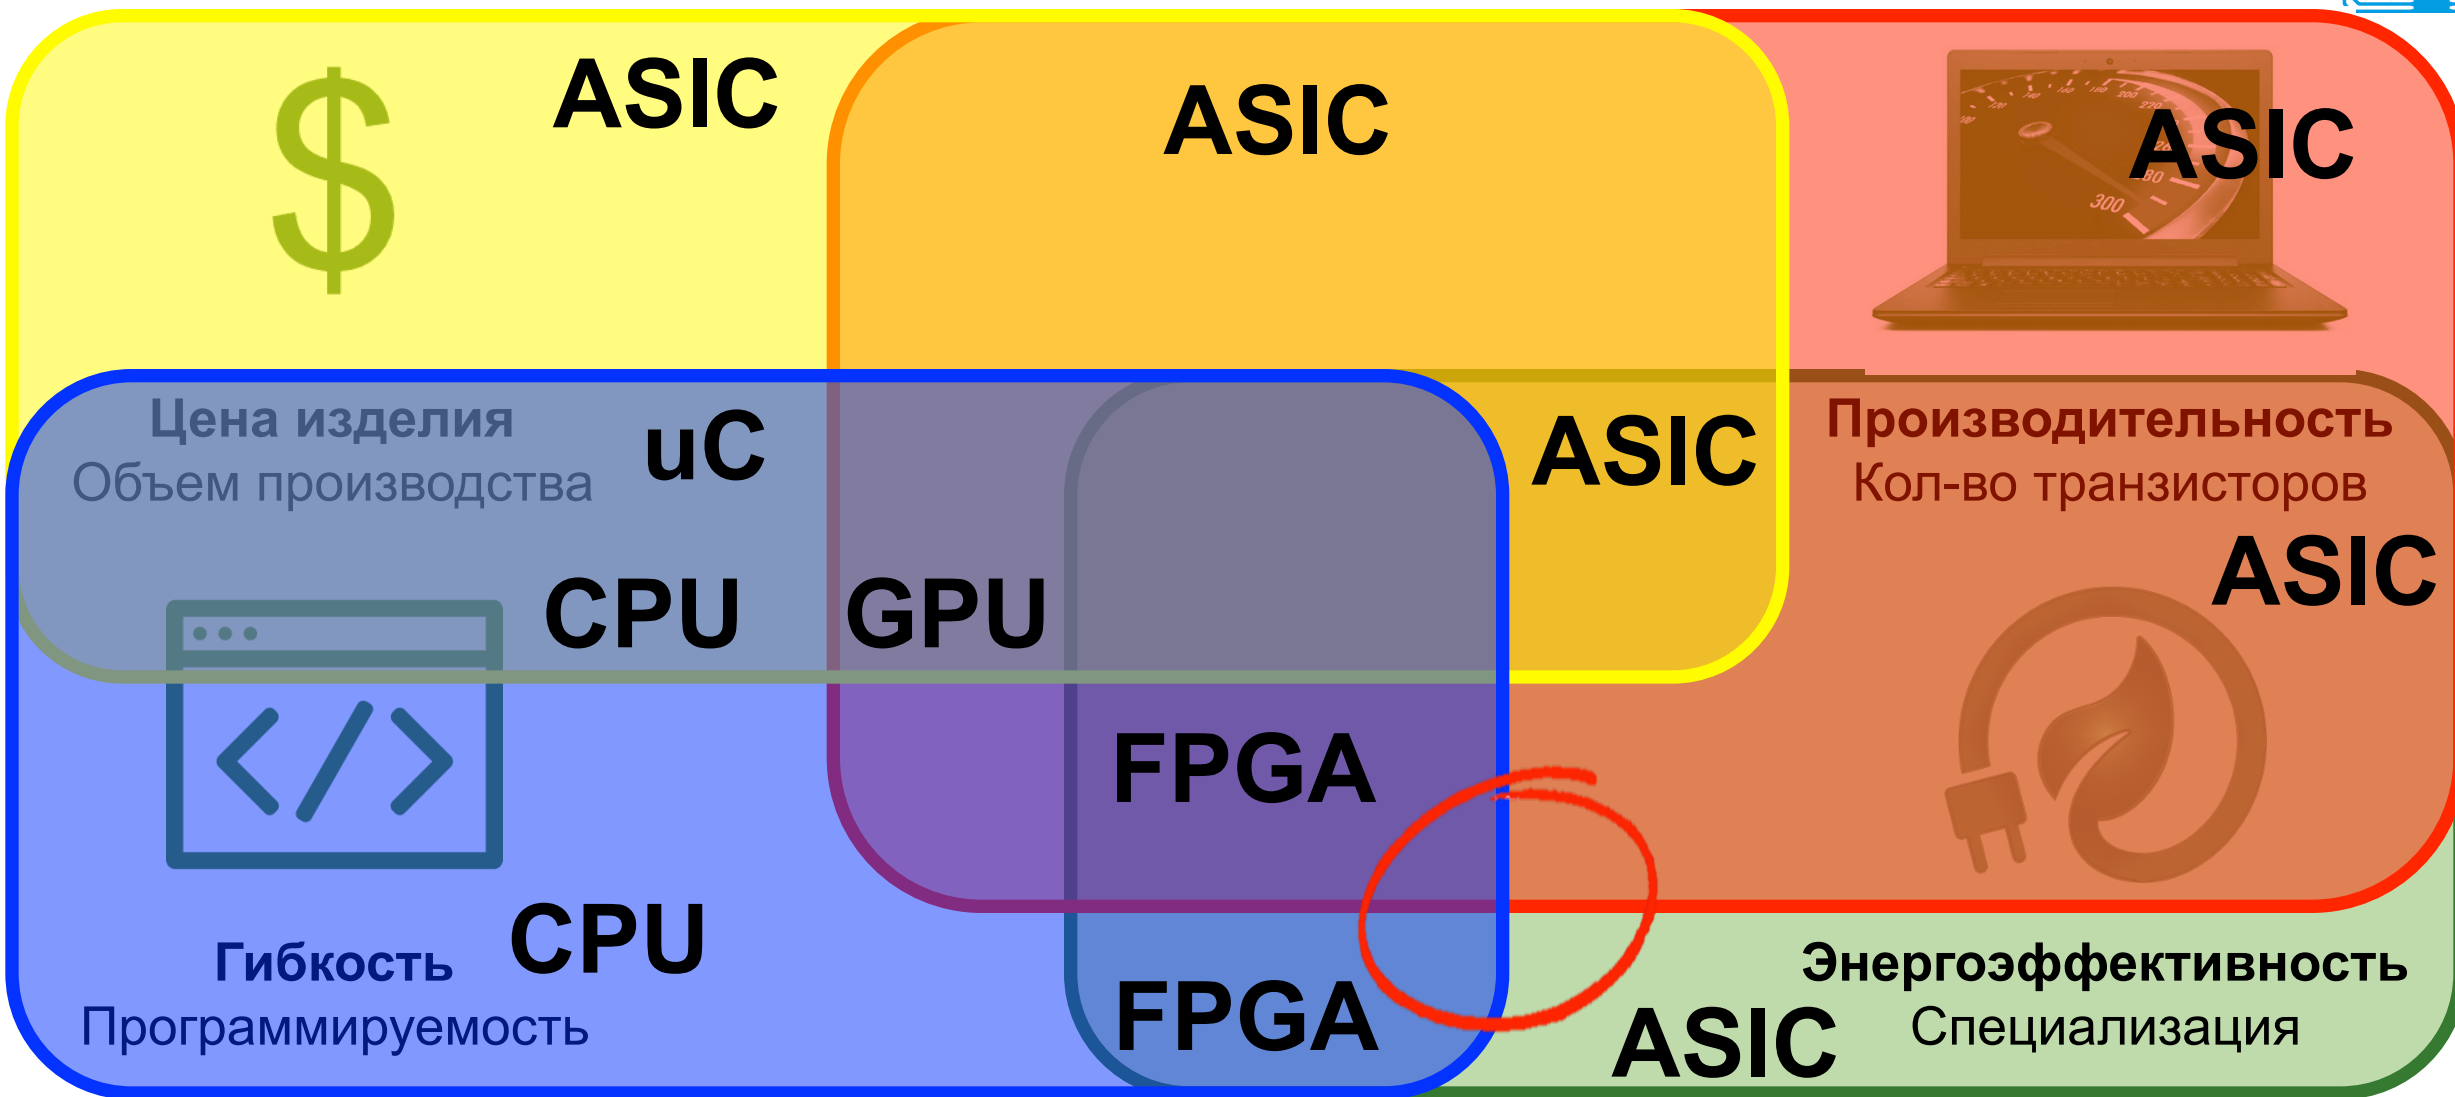 ASIC
ASIC
ASIC
300
Цена изделия
Объем производства
uC
ASIC
Производительность
Кол-во транзисторов
ASIC
CPU
GPU
</>
FPGA
CPU
Гибкость
Программируемость
FPGA
Энергоэффективность
Специализация
ASIC